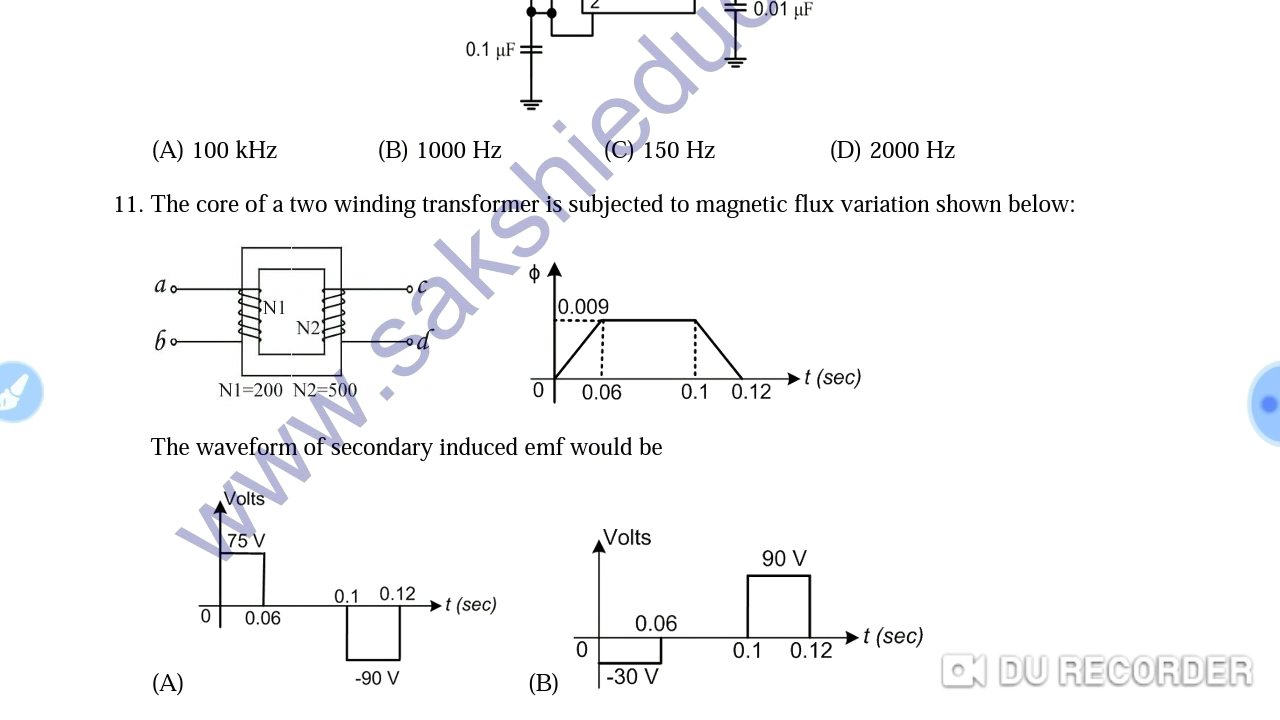 2
0.01 µF
0.1 µF
(A) 100 kHz (B) 1000 Hz (C) 150 Hz (D) 2000 Hz
11. The core of a two winding transformer is subjected to magnetic flux variation shown below:
a
b
c
d
N1
N2
N1=200 N2=500
ϕ
0.009
0 0.06 0.1 0.12 t (sec)
The waveform of secondary induced emf would be
Volts
75 V
0 0.06 0.1 0.12 t (sec)
-90 V
(A)
Volts
90 V
0 0.06 0.1 0.12 t (sec)
-30 V
(B)
www.sakshieduc
DU RECORDER